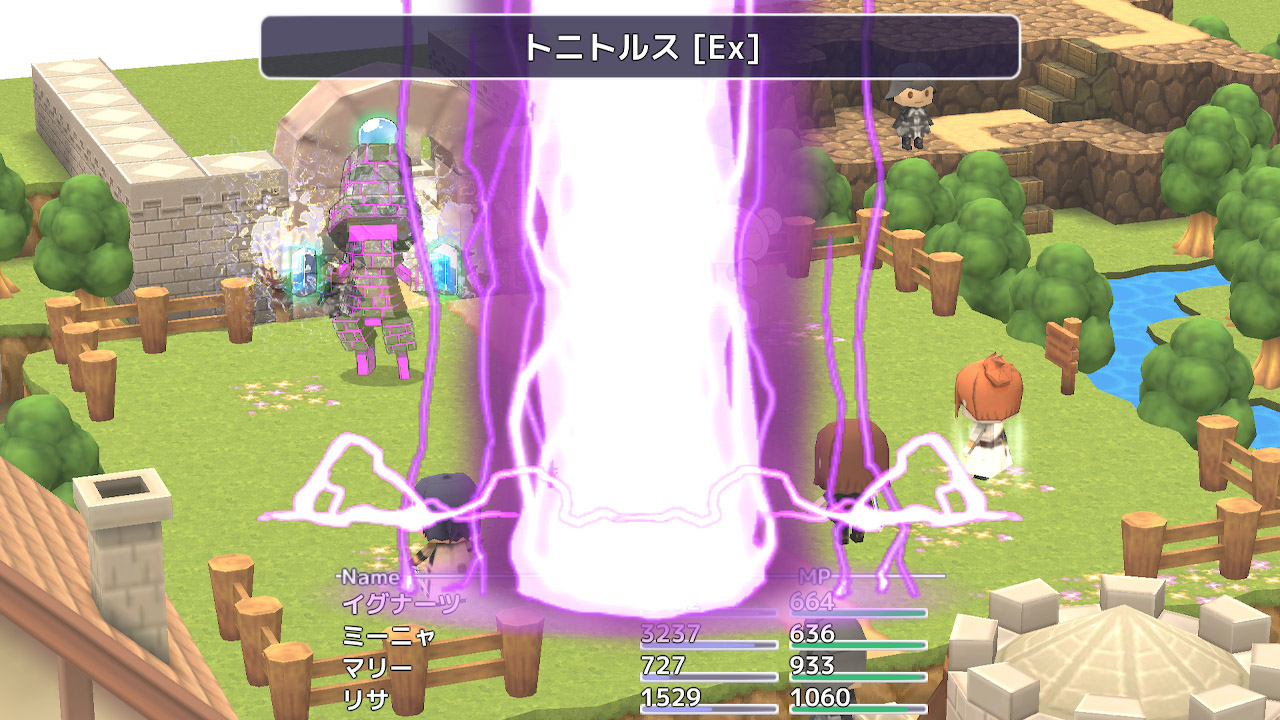 トニトルス [Ex]
Name MP
イグナーツ 664
ミーニャ 3237 636
マリー 727 933
リサ 1529 1060